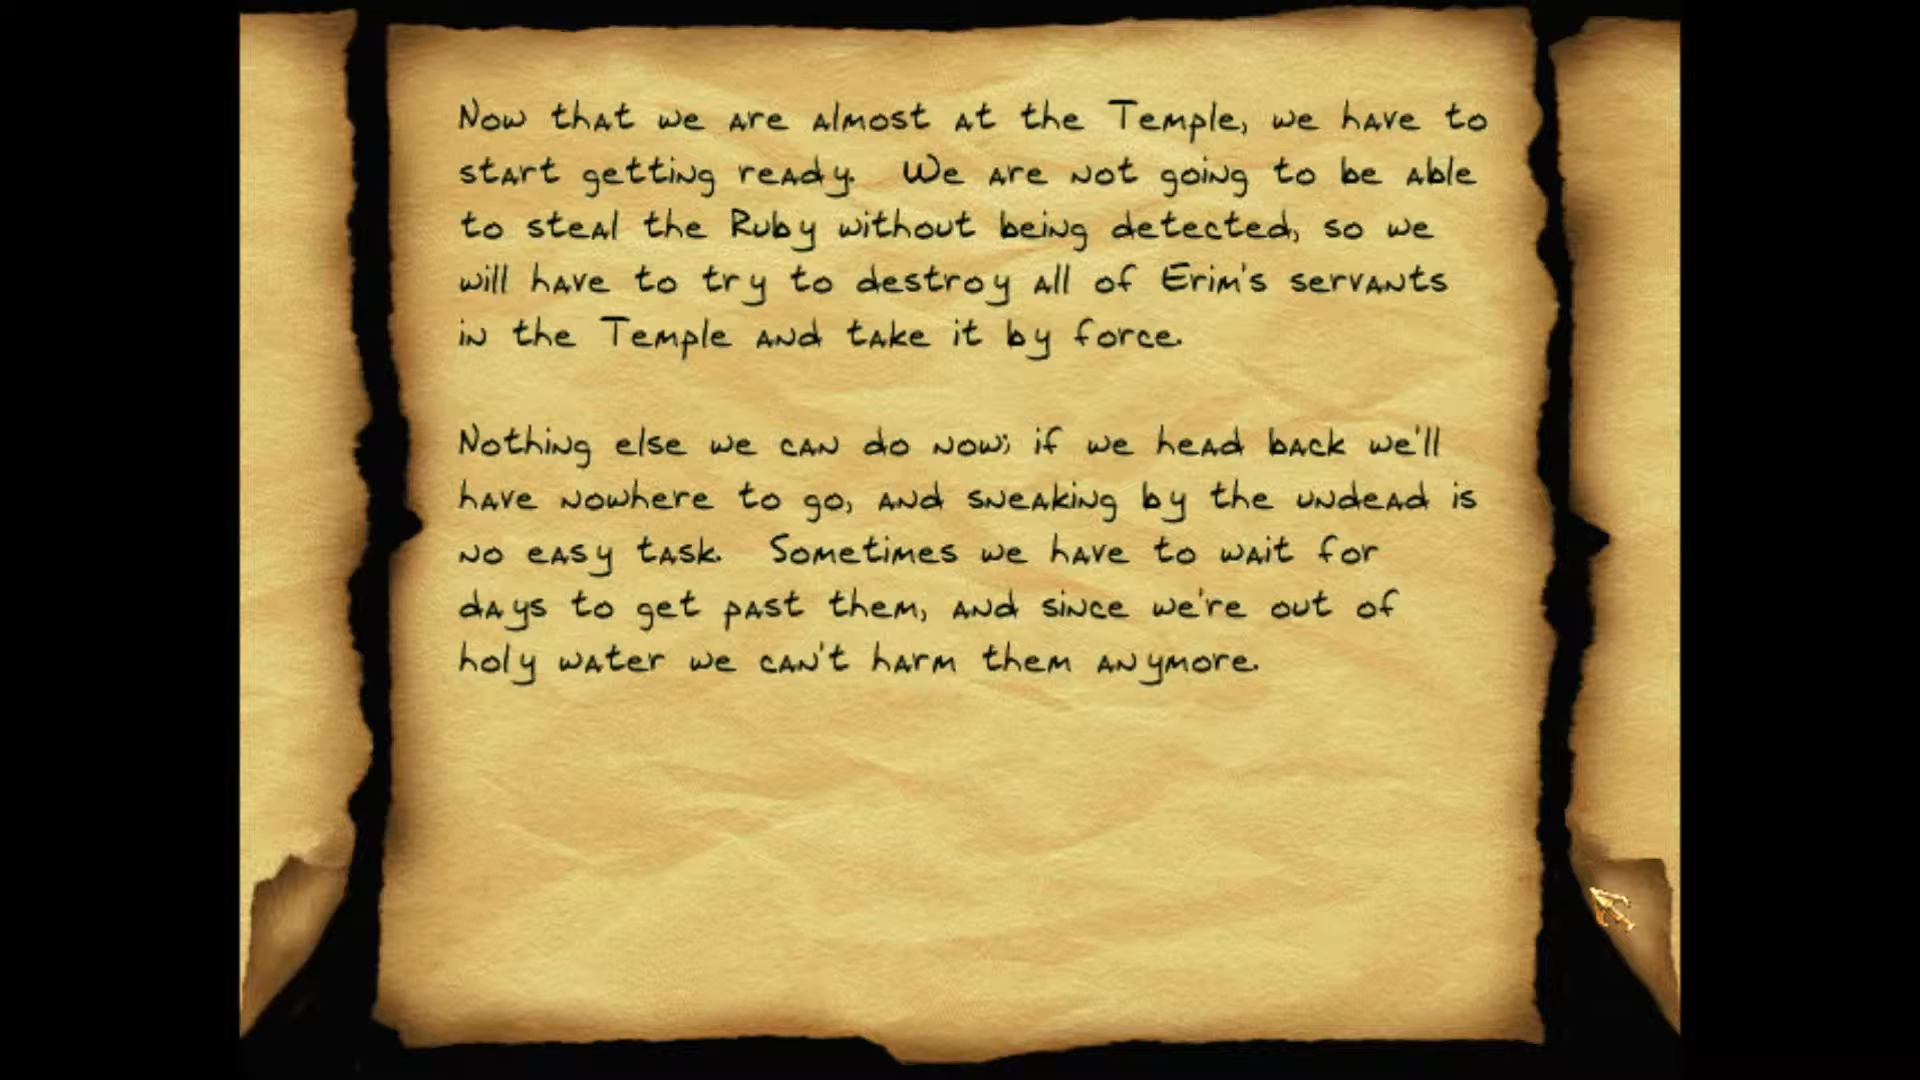 Now that we are almost at the Temple, we have to
start getting ready. We are not going to be able
to steal the Ruby without being detected, so we
will have to try to destroy all of Erim's servants
in the Temple and take it by force.
Nothing else we can do now; if we head back we'll
have nowhere to go, and sneaking by the undead is
no easy task. Sometimes we have to wait for
days to get past them, and since we're out of
holy water we can't harm them anymore.